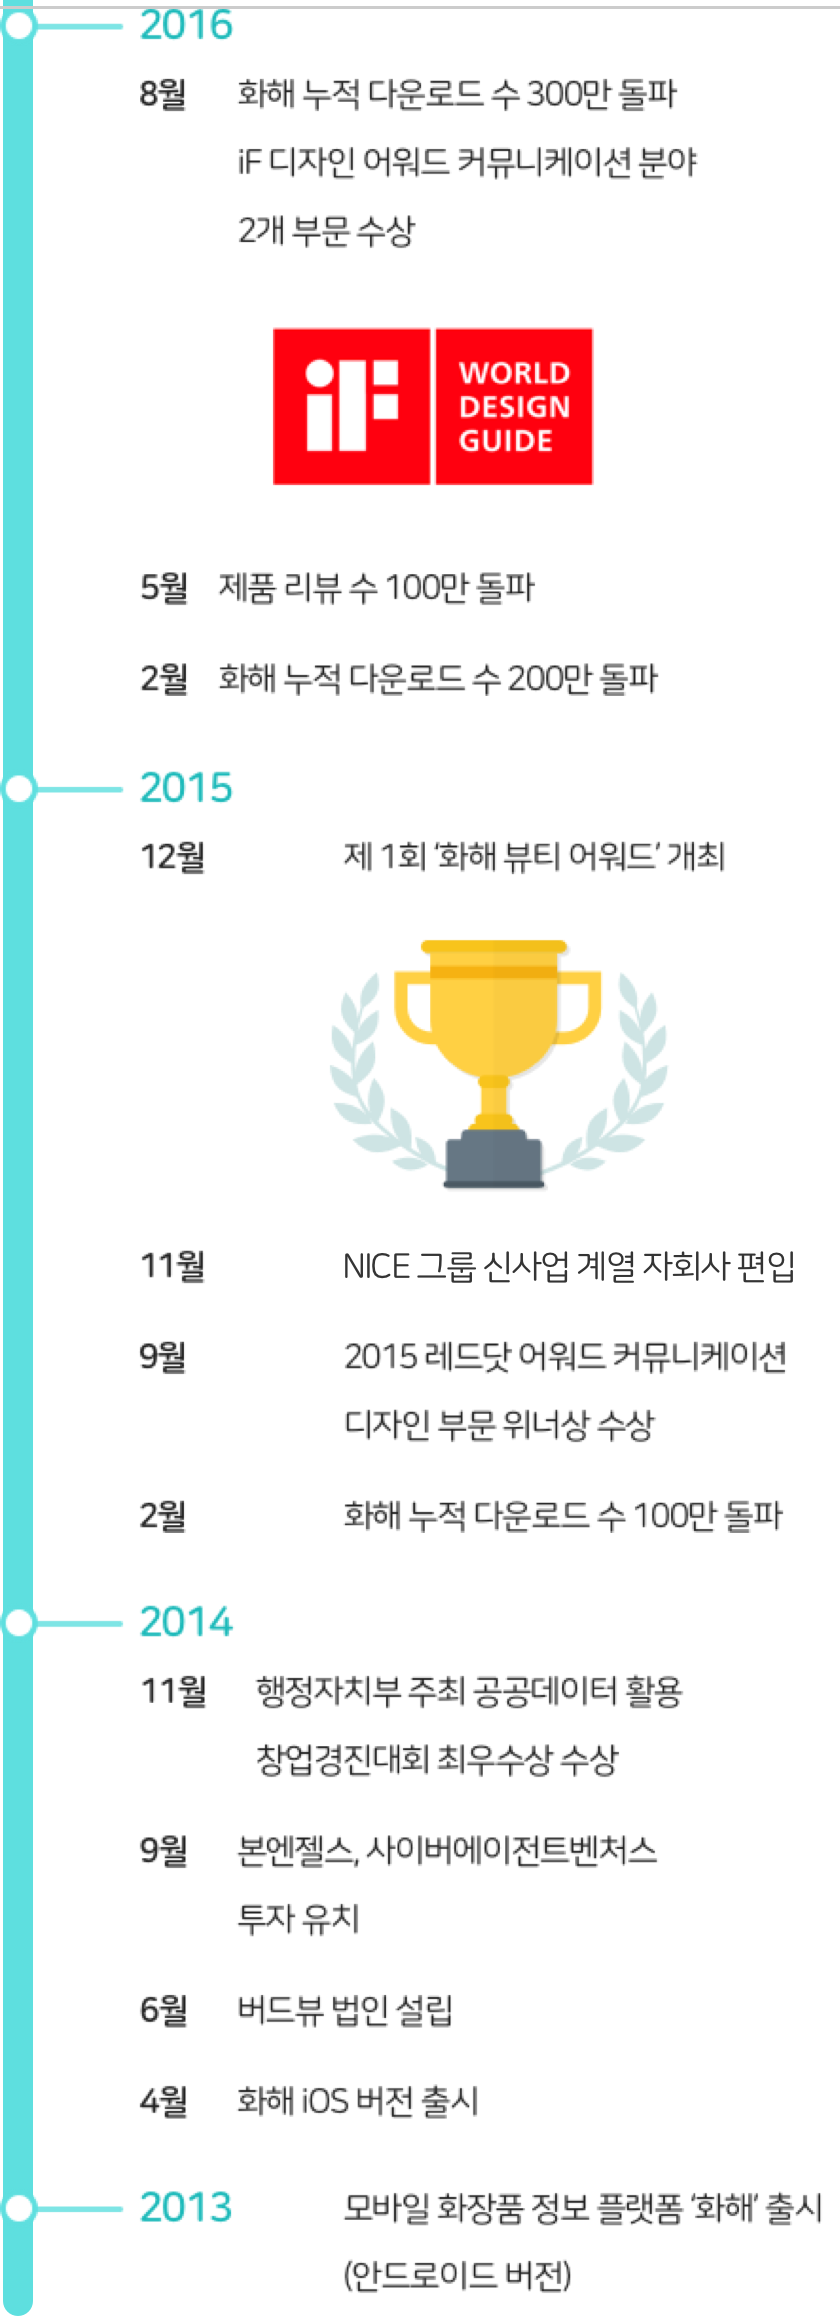 2016
8월 화해 누적 다운로드 수 300만 돌파
iF 디자인 어워드 커뮤니케이션 분야
2개 부문 수상
iF WORLD
DESIGN
GUIDE
5월 제품 리뷰 수 100만 돌파
2월 화해 누적 다운로드 수 200만 돌파
2015
12월 제 1회 ‘화해 뷰티 어워드’ 개최
11월 NICE 그룹 신사업 계열 자회사 편입
9월 2015 레드닷 어워드 커뮤니케이션
디자인 부문 위너상 수상
2월 화해 누적 다운로드 수 100만 돌파
2014
11월 행정자치부 주최 공공데이터 활용
창업경진대회 최우수상 수상
9월 본엔젤스, 사이버에이전트벤처스
투자 유치
6월 버드뷰 법인 설립
4월 화해 iOS 버전 출시
2013 모바일 화장품 정보 플랫폼 ‘화해’ 출시
(안드로이드 버전)